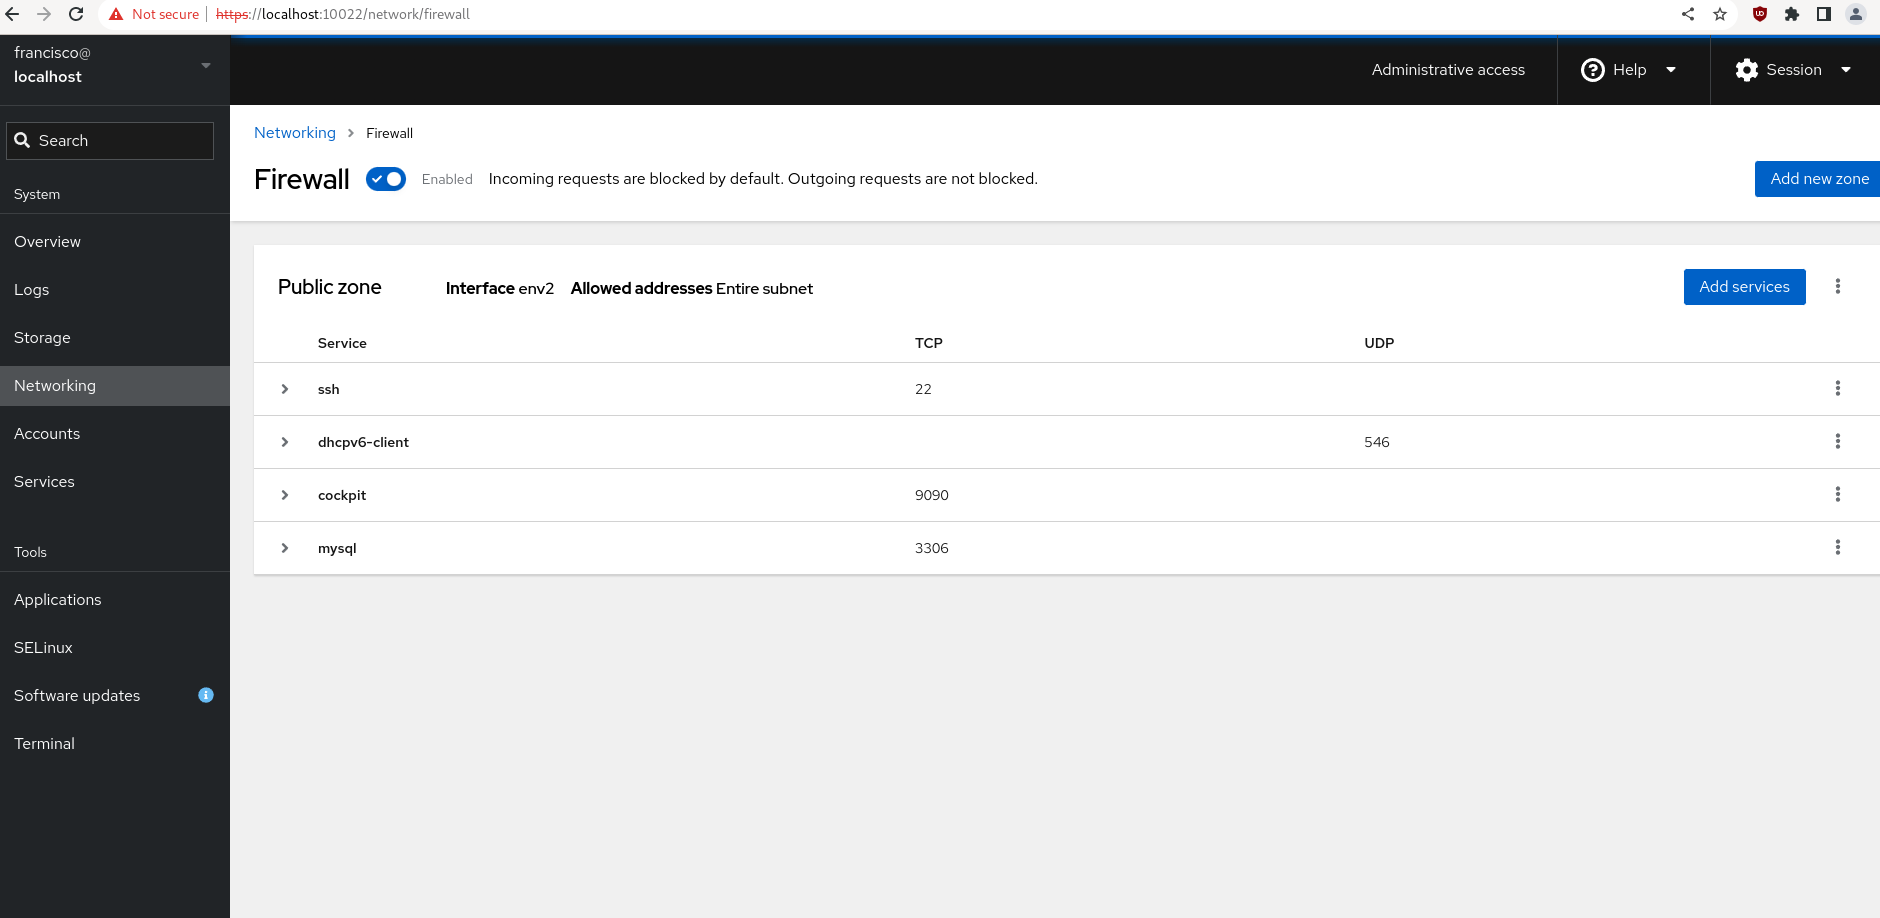 Not secure https://localhost:10022/network/firewall
francisco@
localhost
Administrative access Help Session
Search
System
Overview
Logs
Storage
Networking
Accounts
Services
Tools
Applications
SELinux
Software updates
Terminal
Networking Firewall
Firewall Enabled Incoming requests are blocked by default. Outgoing requests are not blocked. Add new zone
Public zone Interface env2 Allowed addresses Entire subnet Add services
Service TCP UDP
ssh 22
dhcpv6-client 546
cockpit 9090
mysql 3306